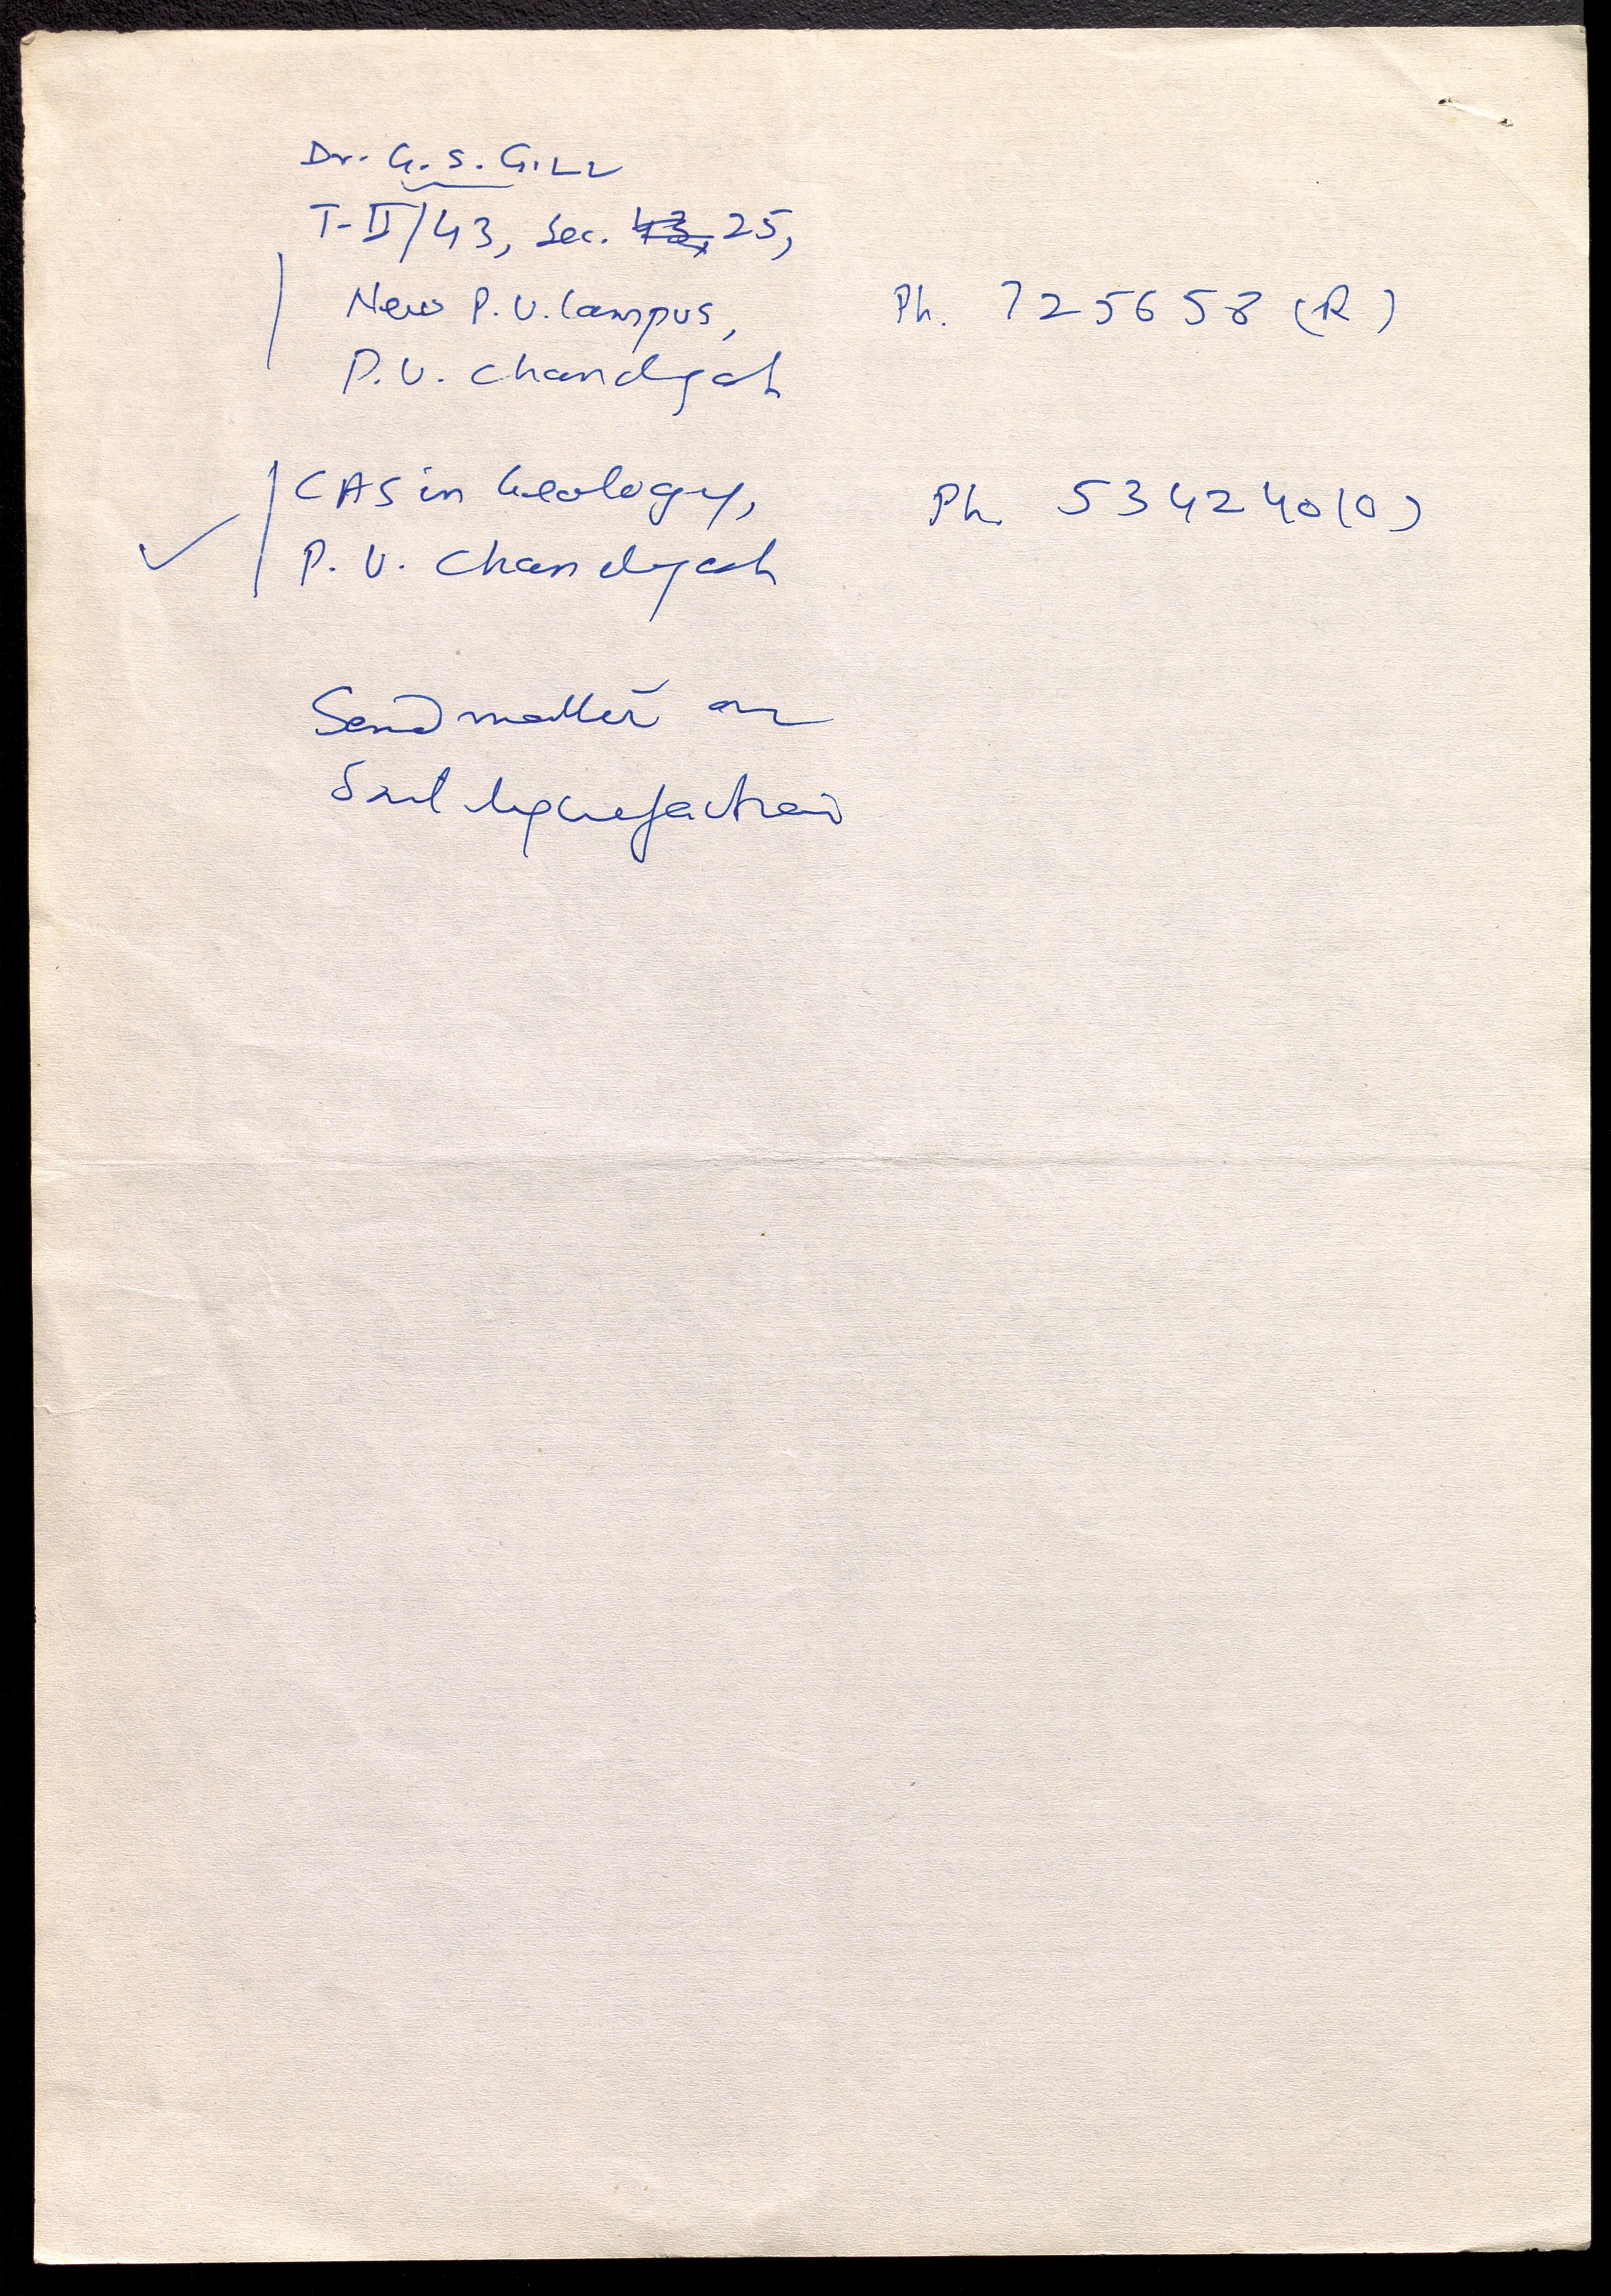 Dr. G. S. GILL
T-II/43, Sec. 43, 25,
New P.U. Campus, Ph. 725658 (R)
P.U. Chandigarh
CAS in Geology, Ph. 534240 (O)
P.U. Chandigarh
Send matter on
Soil liquefaction